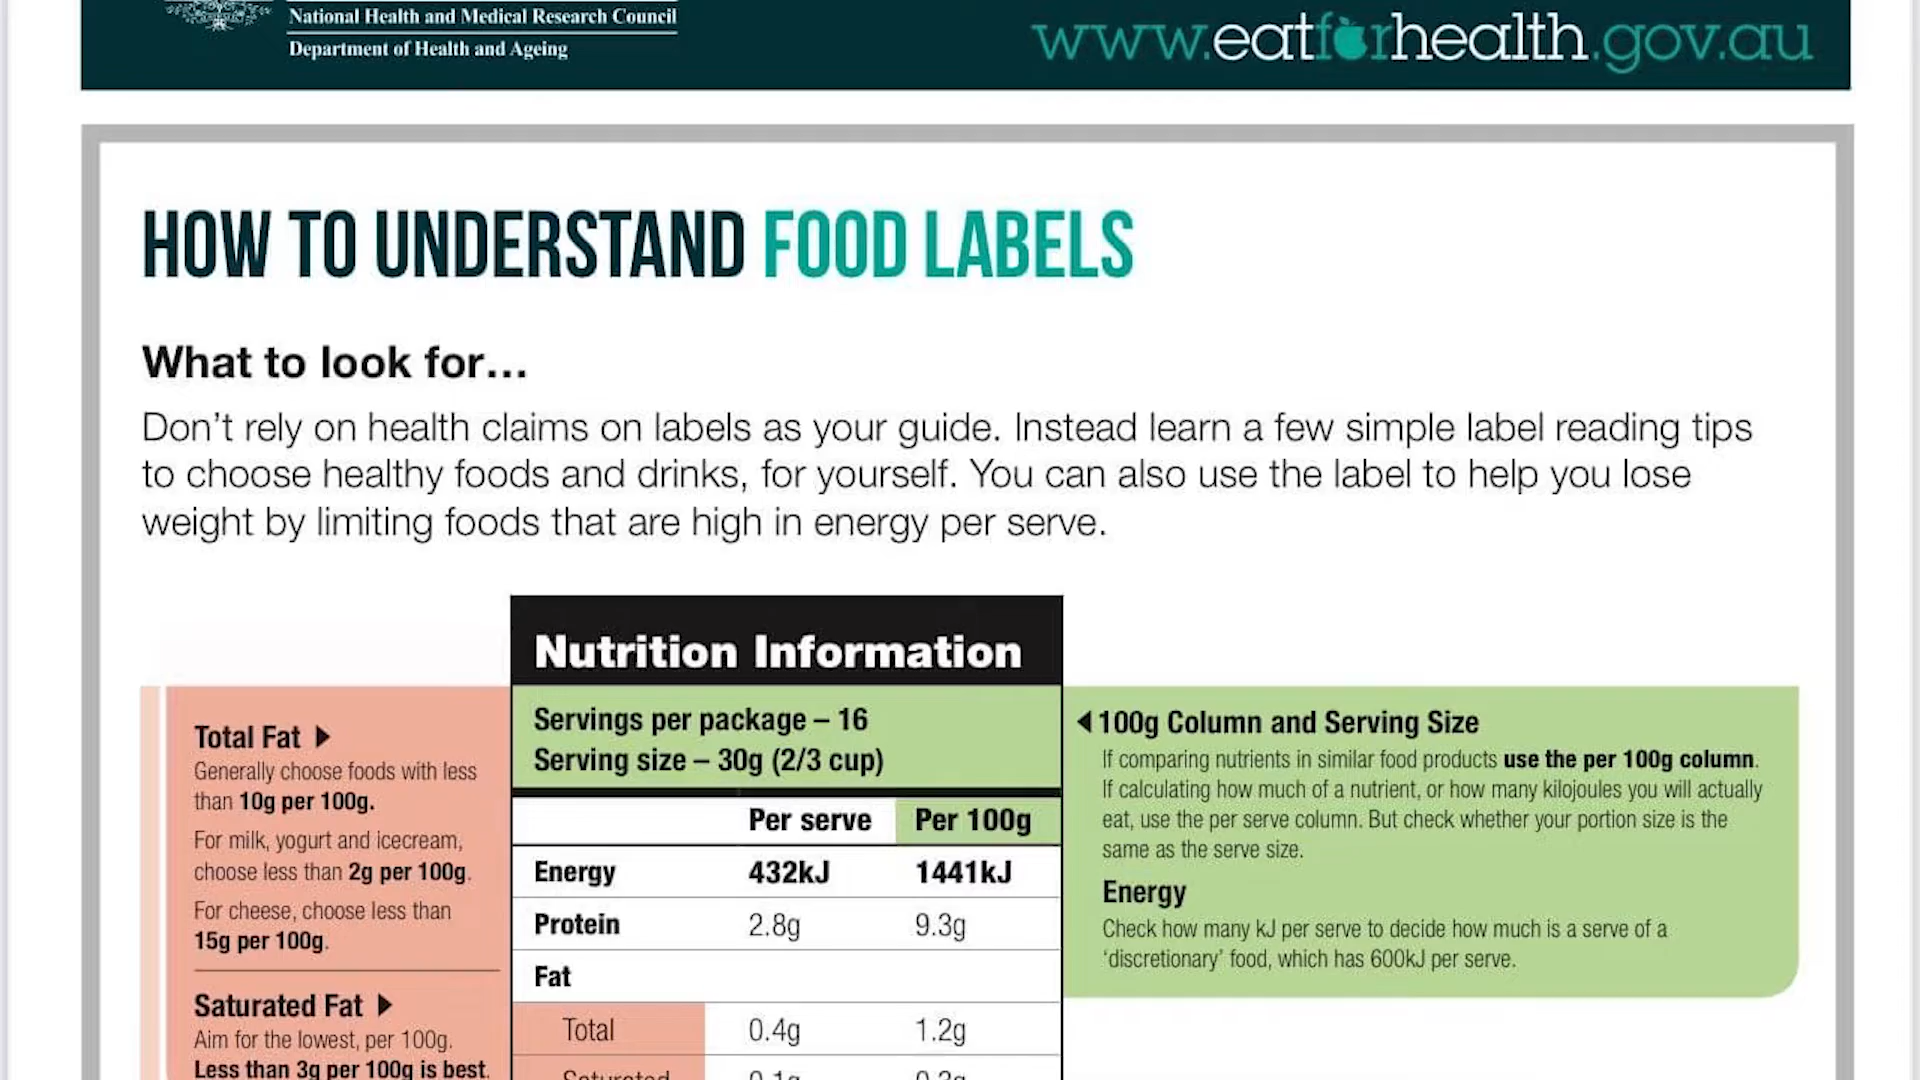 National Health and Medical Research Council
Department of Health and Ageing
www.eatforhealth.gov.au
HOW TO UNDERSTAND FOOD LABELS
What to look for...
Don't rely on health claims on labels as your guide. Instead learn a few simple label reading tips
to choose healthy foods and drinks, for yourself. You can also use the label to help you lose
weight by limiting foods that are high in energy per serve.
Total Fat ▶
Generally choose foods with less
than 10g per 100g.
For milk, yogurt and icecream,
choose less than 2g per 100g.
For cheese, choose less than
15g per 100g.
Saturated Fat ▶
Aim for the lowest, per 100g.
Less than 3g per 100g is best.
Nutrition Information
Servings per package – 16
Serving size – 30g (2/3 cup)
Per serve Per 100g
Energy 432kJ 1441kJ
Protein 2.8g 9.3g
Fat
Total 0.4g 1.2g
Saturated 0.1g 0.3g
◀ 100g Column and Serving Size
If comparing nutrients in similar food products use the per 100g column.
If calculating how much of a nutrient, or how many kilojoules you will actually
eat, use the per serve column. But check whether your portion size is the
same as the serve size.
Energy
Check how many kJ per serve to decide how much is a serve of a
'discretionary' food, which has 600kJ per serve.